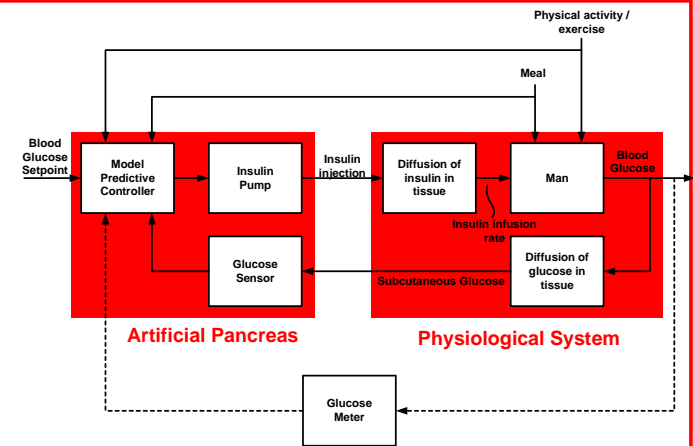 Physical activity /
exercise
Meal
Blood
Glucose
Setpoint
Model
Predictive
Controller
Insulin
Pump
Insulin
injection
Diffusion of
insulin in
tissue
Man
Blood
Glucose
Insulin infusion
rate
Glucose
Sensor
Subcutaneous Glucose
Diffusion of
glucose in
tissue
Artificial Pancreas
Physiological System
Glucose
Meter